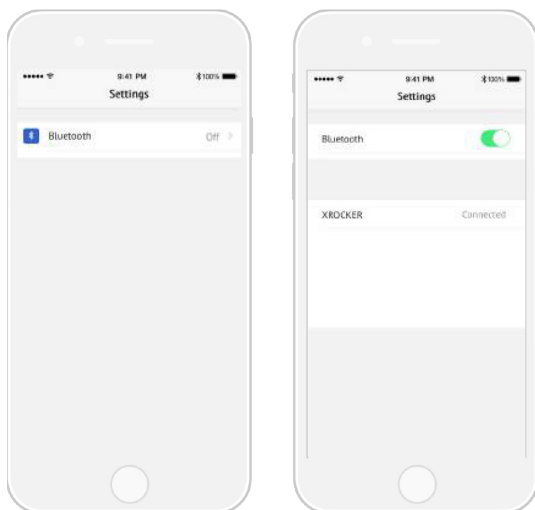 9:41 PM
100%
Settings
Bluetooth
Off
9:41 PM
100%
Settings
Bluetooth
XROCKER
Connected